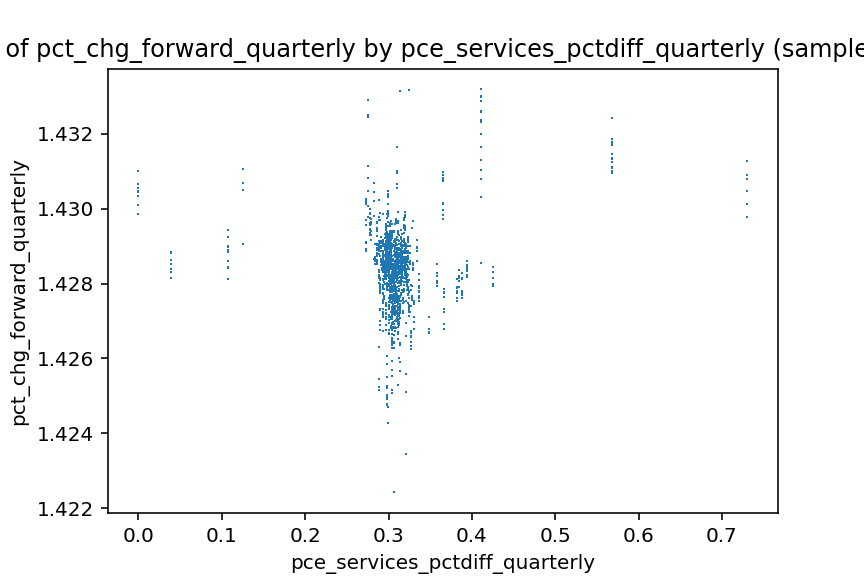 of pct_chg_forward_quarterly by pce_services_pctdiff_quarterly (sample
1.432
1.430
1.428
1.426
1.424
1.422
pct_chg_forward_quarterly
0.0 0.1 0.2 0.3 0.4 0.5 0.6 0.7
pce_services_pctdiff_quarterly